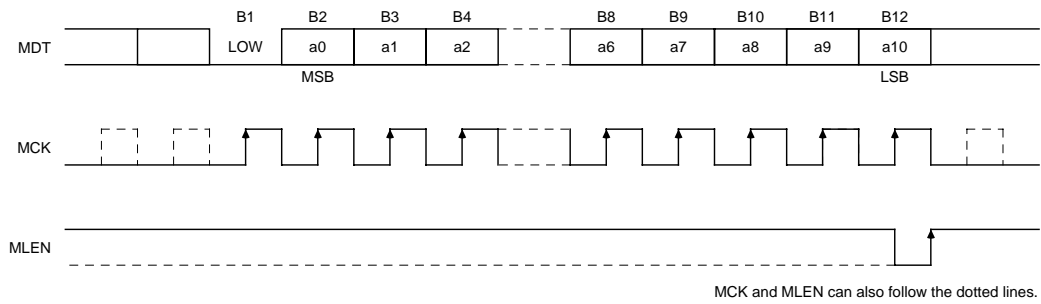 B1 B2 B3 B4 B8 B9 B10 B11 B12
MDT LOW a0 a1 a2 a6 a7 a8 a9 a10
MSB LSB
MCK
MLEN
MCK and MLEN can also follow the dotted lines.